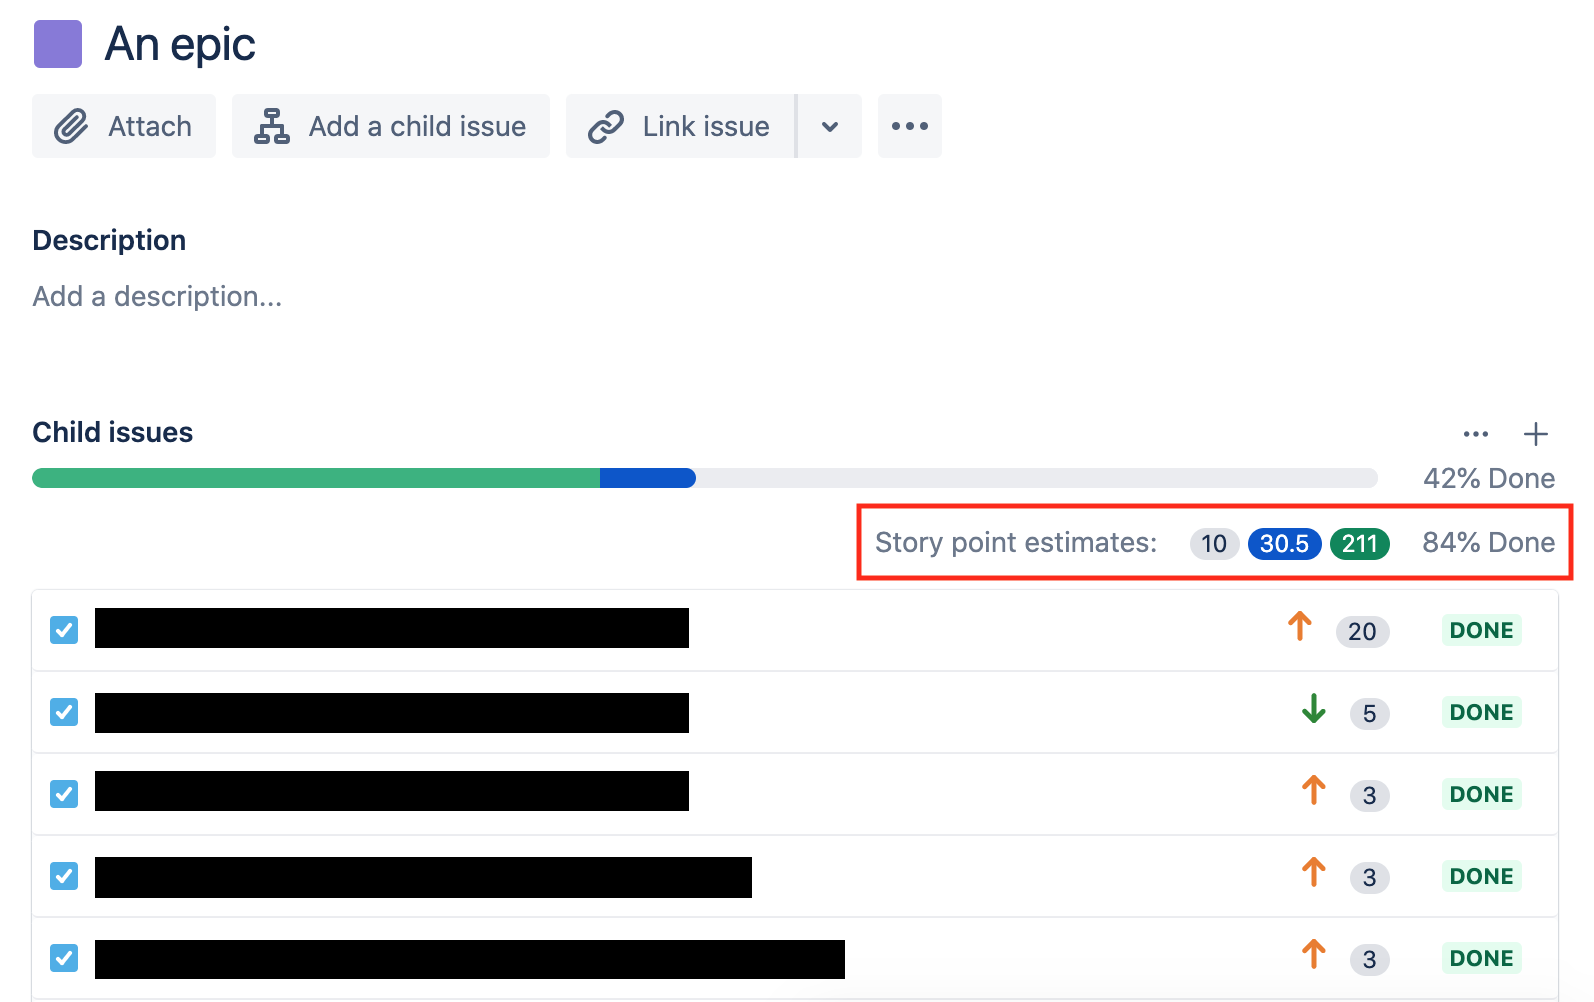 An epic
Attach Add a child issue Link issue
Description
Add a description...
Child issues
42% Done
Story point estimates: 10 30.5 211 84% Done
20 DONE
5 DONE
3 DONE
3 DONE
3 DONE